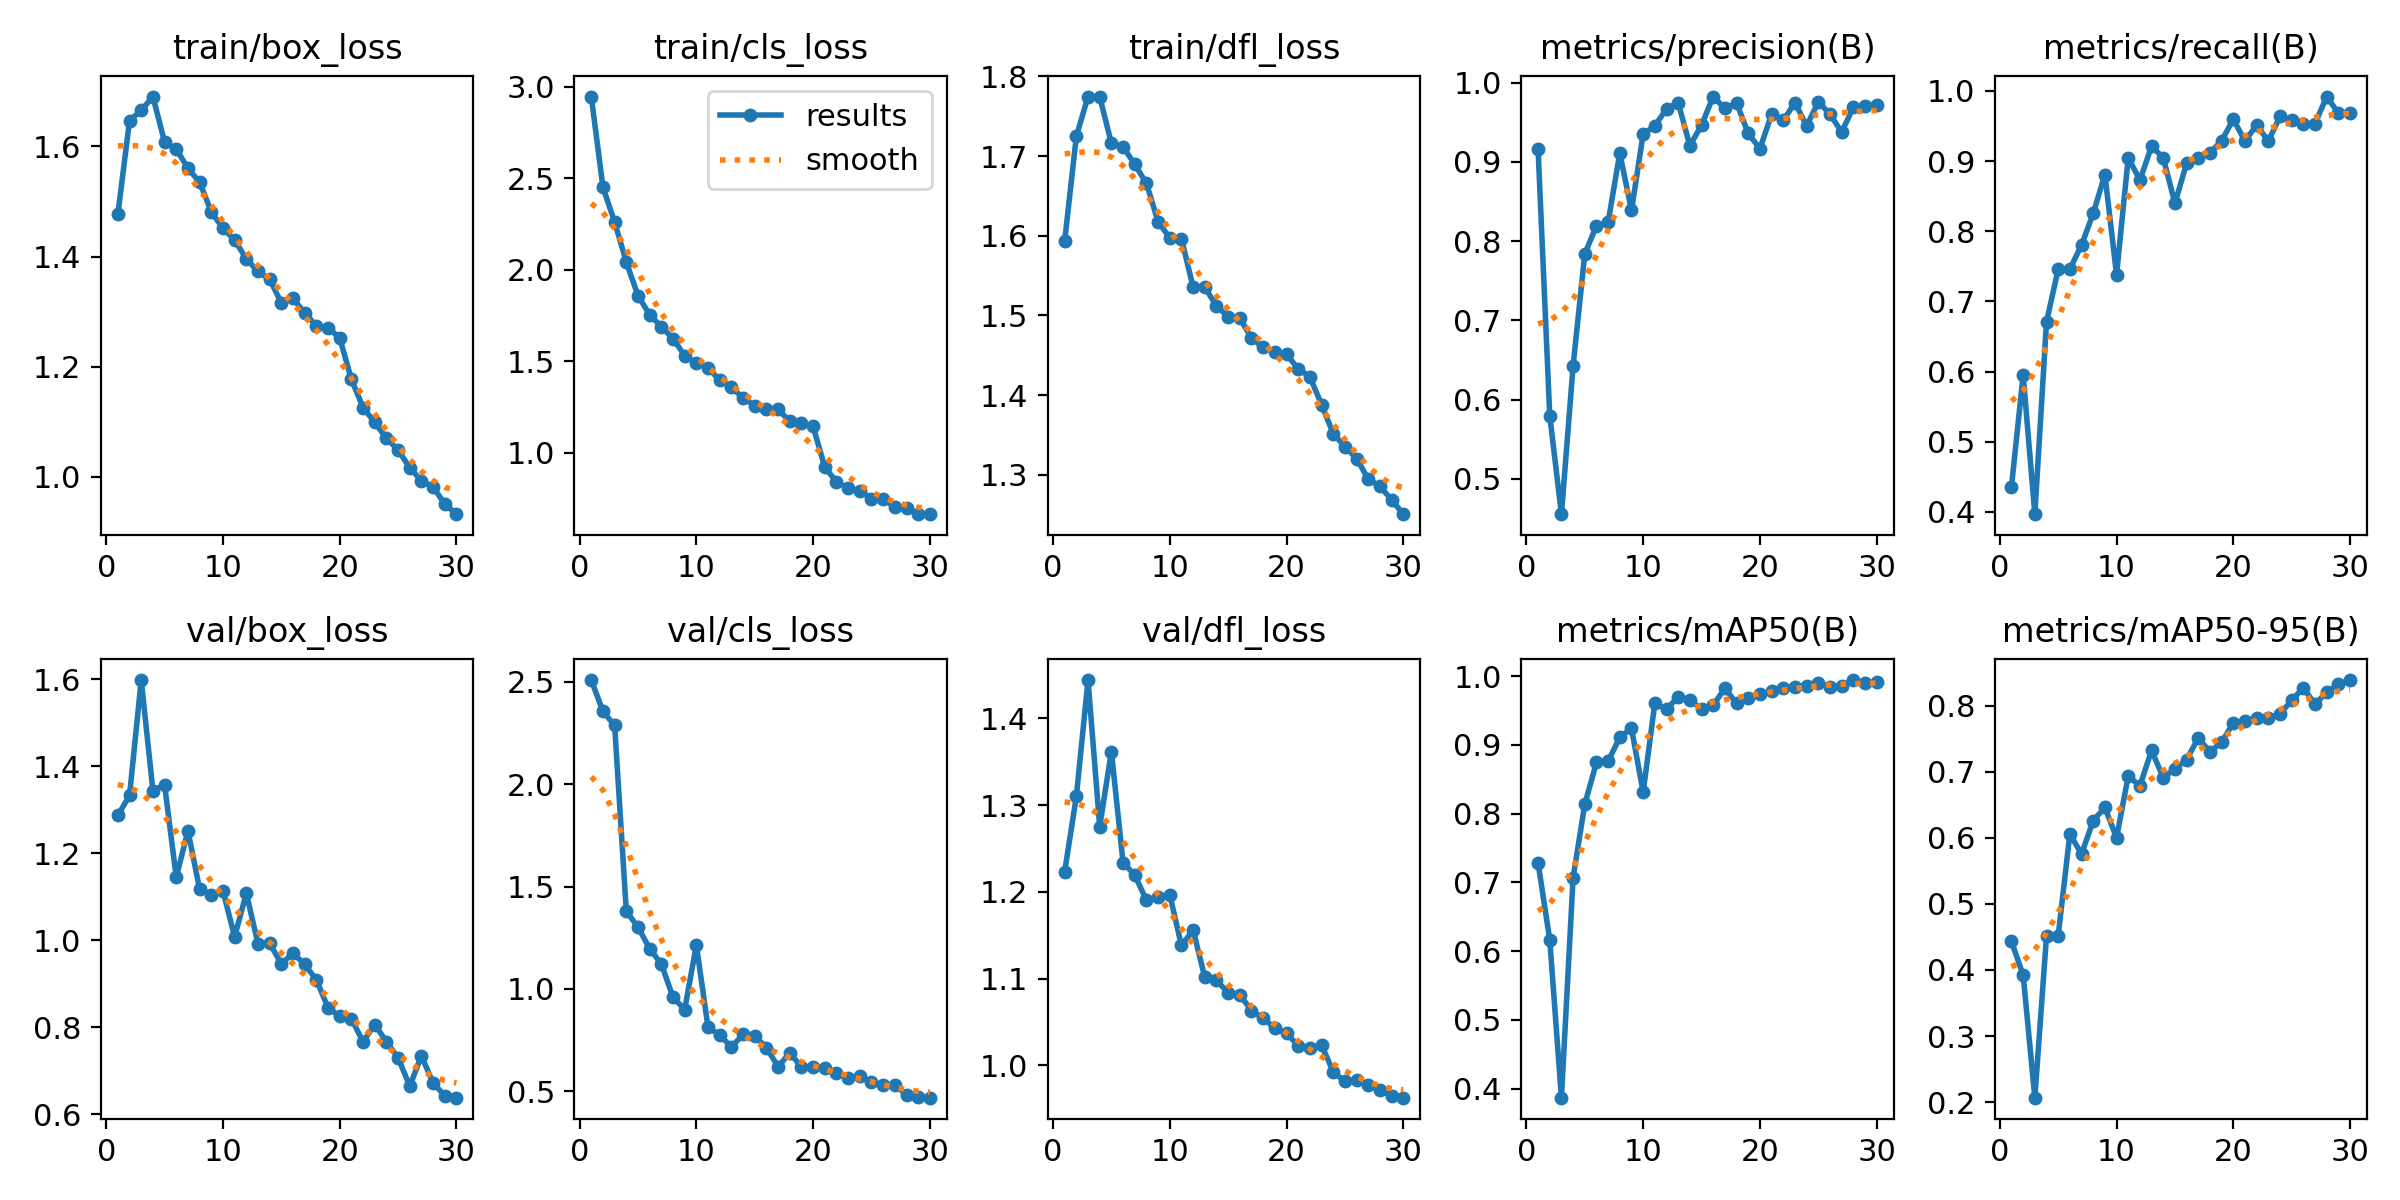 train/box_loss
1.6
1.4
1.2
1.0
0 10 20 30
train/cls_loss
results
smooth
3.0
2.5
2.0
1.5
1.0
0 10 20 30
train/dfl_loss
1.8
1.7
1.6
1.5
1.4
1.3
0 10 20 30
metrics/precision(B)
1.0
0.9
0.8
0.7
0.6
0.5
0 10 20 30
metrics/recall(B)
1.0
0.9
0.8
0.7
0.6
0.5
0.4
0 10 20 30
val/box_loss
1.6
1.4
1.2
1.0
0.8
0.6
0 10 20 30
val/cls_loss
2.5
2.0
1.5
1.0
0.5
0 10 20 30
val/dfl_loss
1.4
1.3
1.2
1.1
1.0
0 10 20 30
metrics/mAP50(B)
1.0
0.9
0.8
0.7
0.6
0.5
0.4
0 10 20 30
metrics/mAP50-95(B)
0.8
0.7
0.6
0.5
0.4
0.3
0.2
0 10 20 30